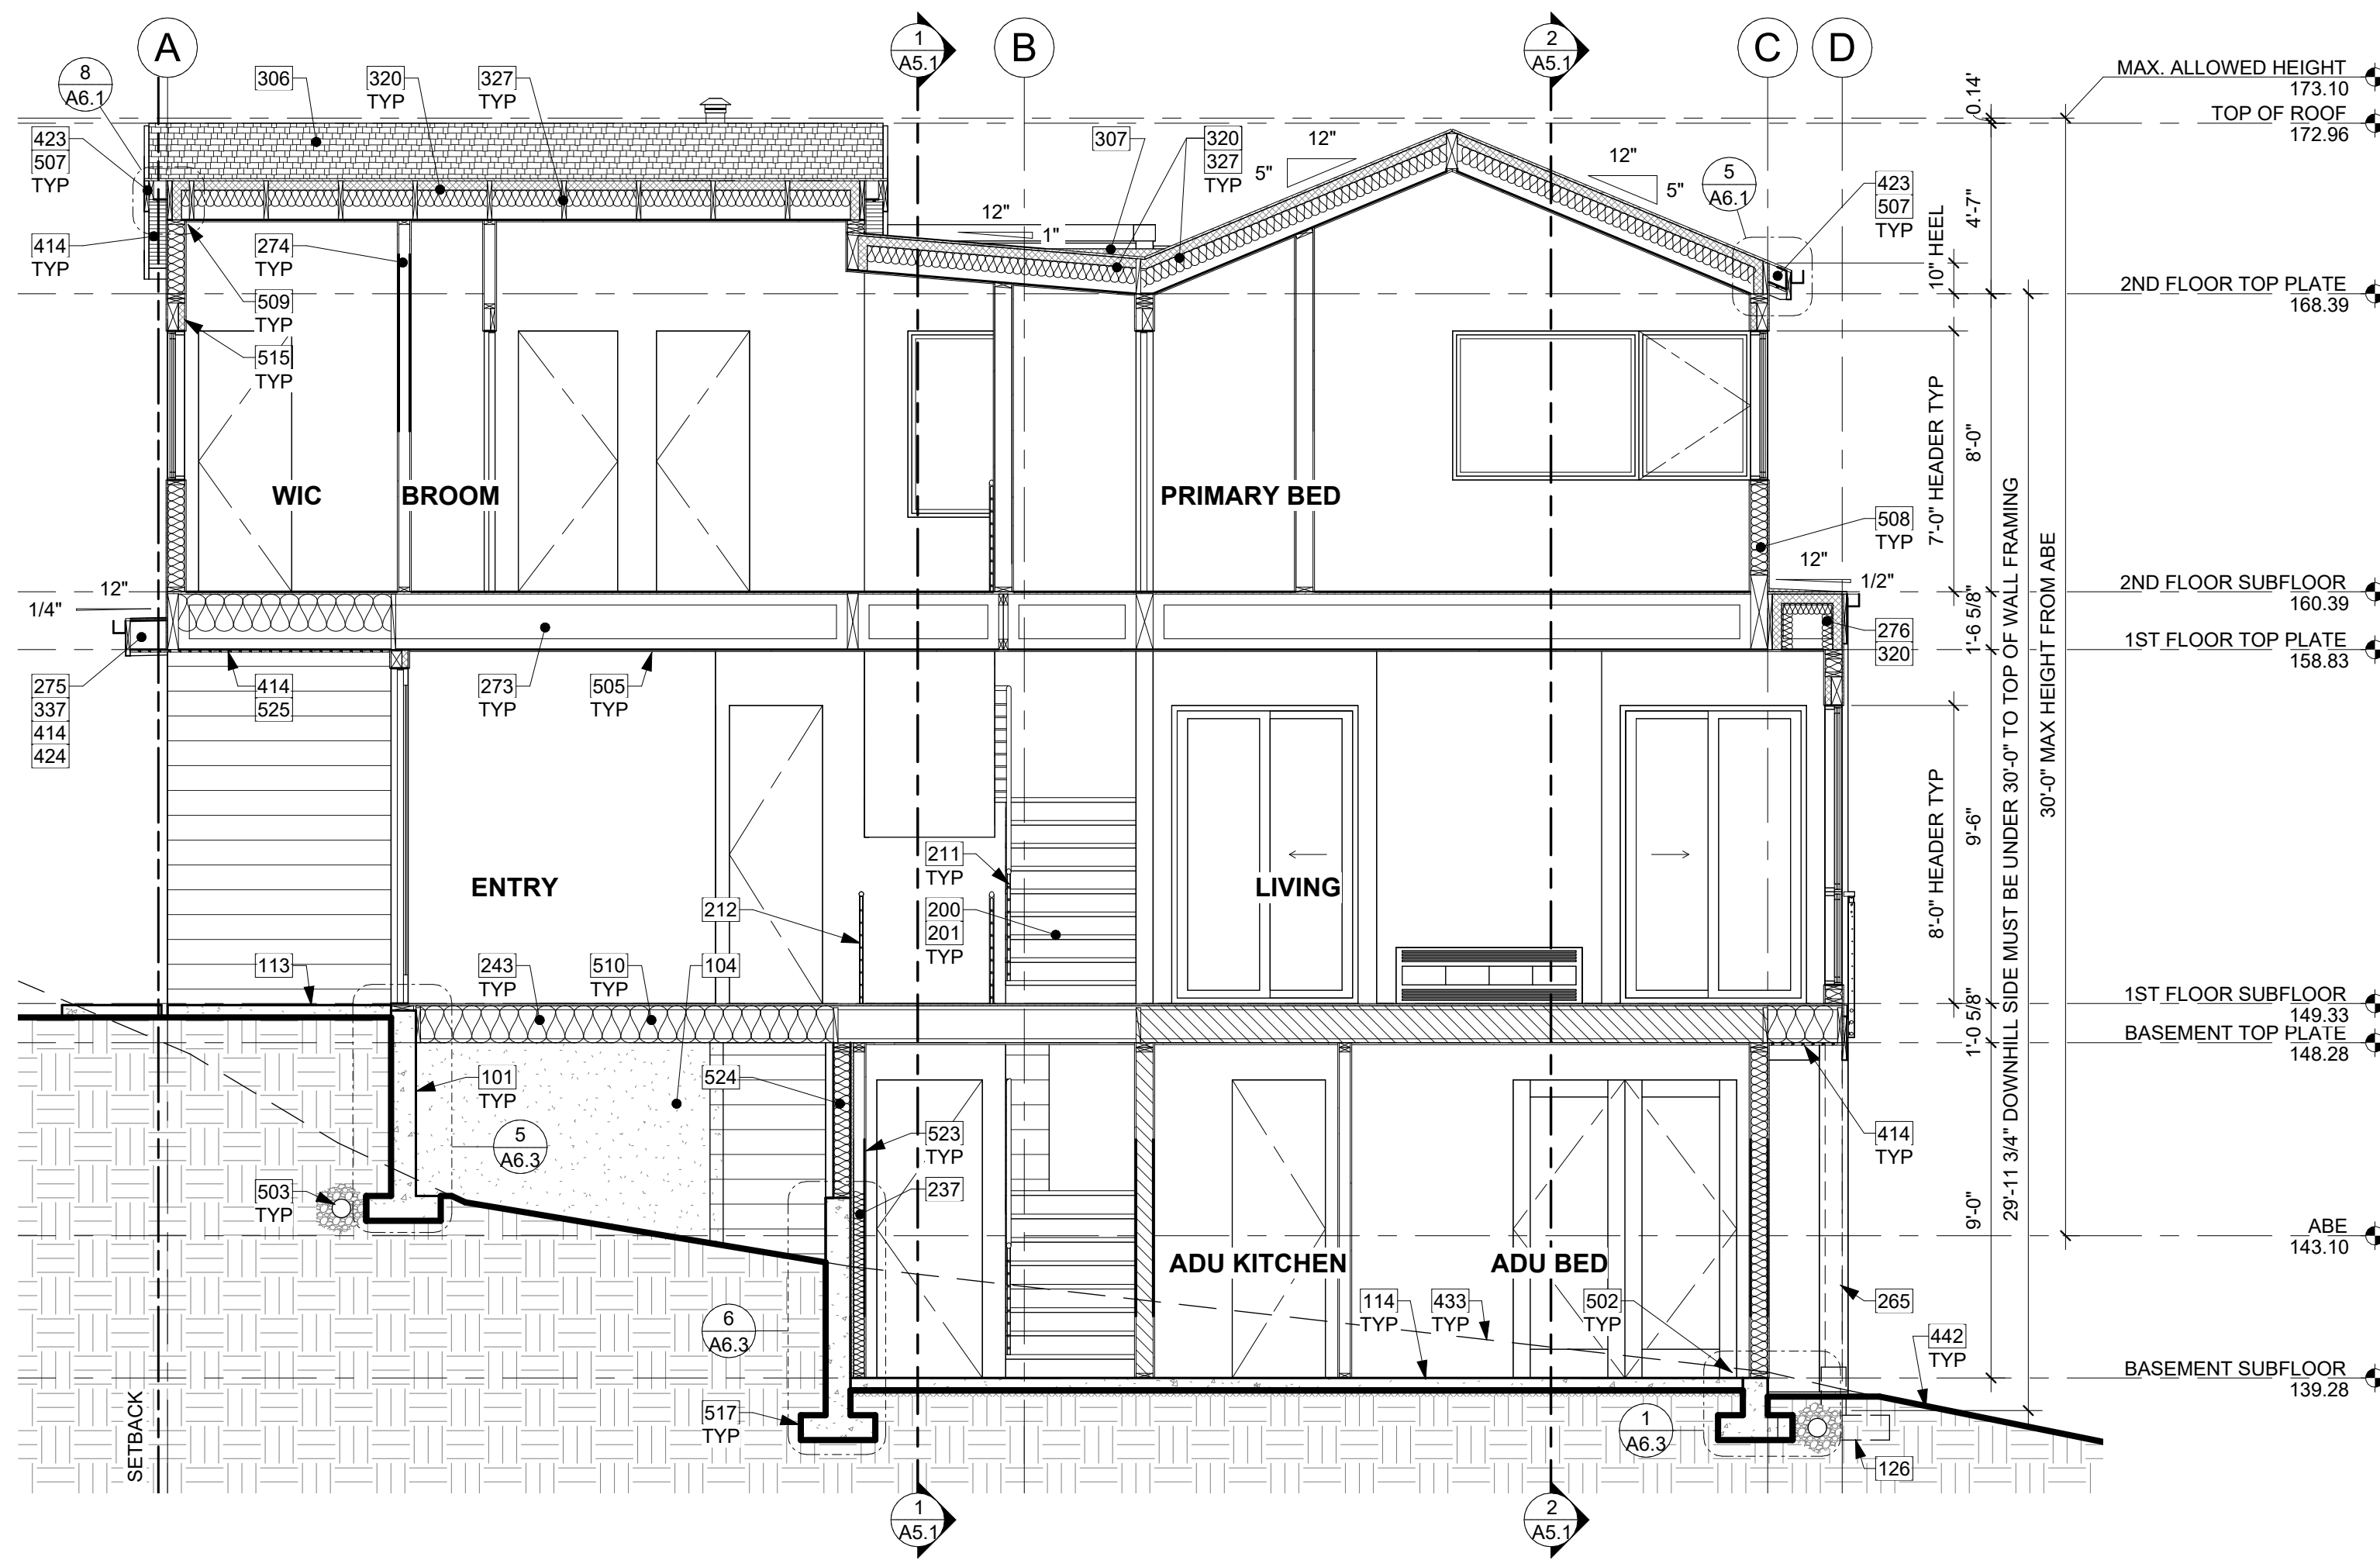 A
1
A5.1
B
2
A5.1
C
D
8
A6.1
306
320
TYP
327
TYP
MAX. ALLOWED HEIGHT
173.10
0.14'
TOP OF ROOF
172.96
423
507
TYP
307
320
327
TYP
12"
5"
12"
5"
5
A6.1
423
507
TYP
4'-7"
10" HEEL
414
TYP
274
TYP
12"
1"
509
TYP
2ND FLOOR TOP PLATE
168.39
515
TYP
7'-0" HEADER TYP
8'-0"
WIC
BROOM
PRIMARY BED
508
TYP
29'-11 3/4" DOWNHILL SIDE MUST BE UNDER 30'-0" TO TOP OF WALL FRAMING
30'-0" MAX HEIGHT FROM ABE
12"
1/2"
2ND FLOOR SUBFLOOR
160.39
12"
1/4"
276
320
1'-6 5/8"
1ST FLOOR TOP PLATE
158.83
275
337
414
424
414
525
273
TYP
505
TYP
8'-0" HEADER TYP
9'-6"
211
TYP
ENTRY
LIVING
212
200
201
TYP
113
243
TYP
510
TYP
104
1ST FLOOR SUBFLOOR
149.33
1'-0 5/8"
BASEMENT TOP PLATE
148.28
101
TYP
524
5
A6.3
523
TYP
414
TYP
503
TYP
237
9'-0"
ABE
143.10
ADU KITCHEN
ADU BED
6
A6.3
114
TYP
433
TYP
502
TYP
265
442
TYP
BASEMENT SUBFLOOR
139.28
SETBACK
517
TYP
1
A6.3
126
1
A5.1
2
A5.1